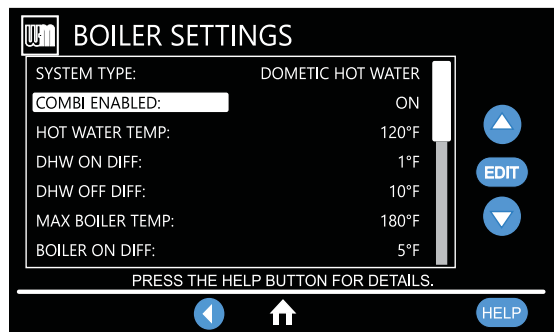 WM BOILER SETTINGS
SYSTEM TYPE: DOMETIC HOT WATER
COMBI ENABLED: ON
HOT WATER TEMP: 120°F
DHW ON DIFF: 1°F
DHW OFF DIFF: 10°F
MAX BOILER TEMP: 180°F
BOILER ON DIFF: 5°F
EDIT
PRESS THE HELP BUTTON FOR DETAILS.
HELP